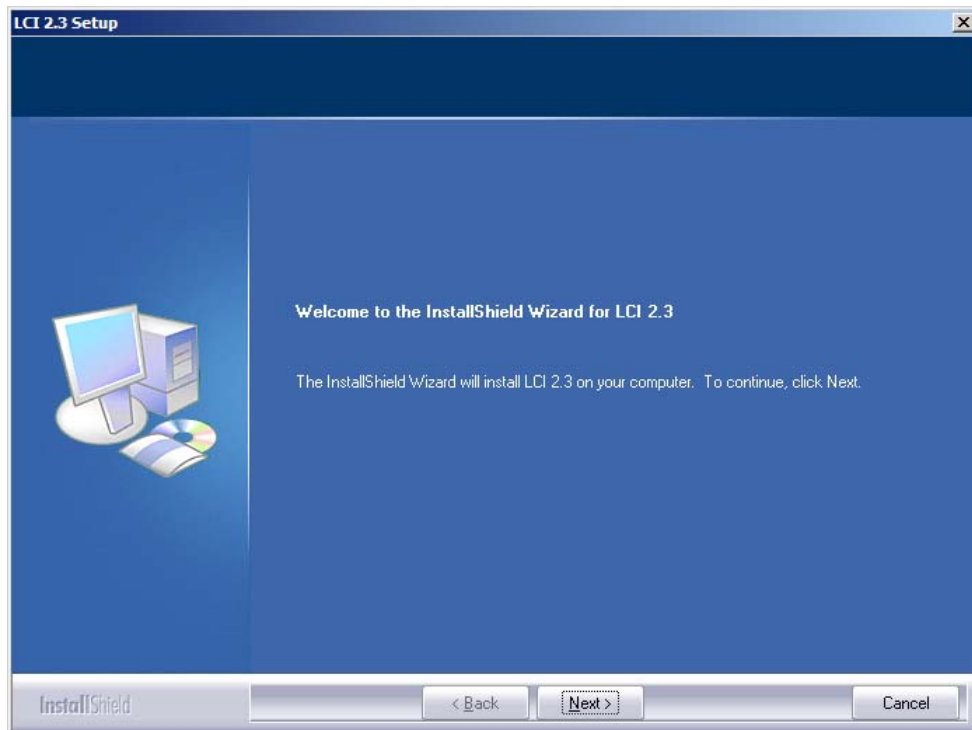 LCI 2.3 Setup
Welcome to the InstallShield Wizard for LCI 2.3
The InstallShield Wizard will install LCI 2.3 on your computer. To continue, click Next.
InstallShield
< Back
Next >
Cancel